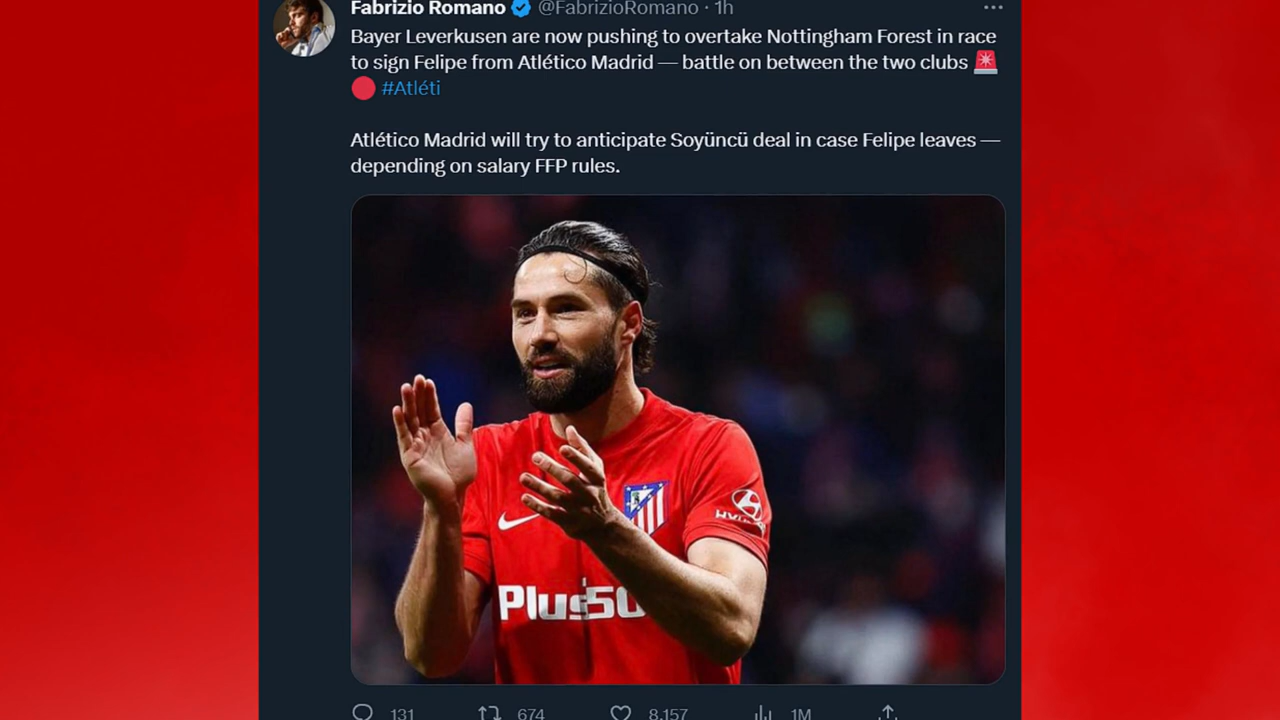 Fabrizio Romano @FabrizioRomano · 1h
Bayer Leverkusen are now pushing to overtake Nottingham Forest in race
to sign Felipe from Atlético Madrid — battle on between the two clubs 🚨
🔴 #Atléti
Atlético Madrid will try to anticipate Soyüncü deal in case Felipe leaves —
depending on salary FFP rules.
Plus50
131 674 8,157 1M